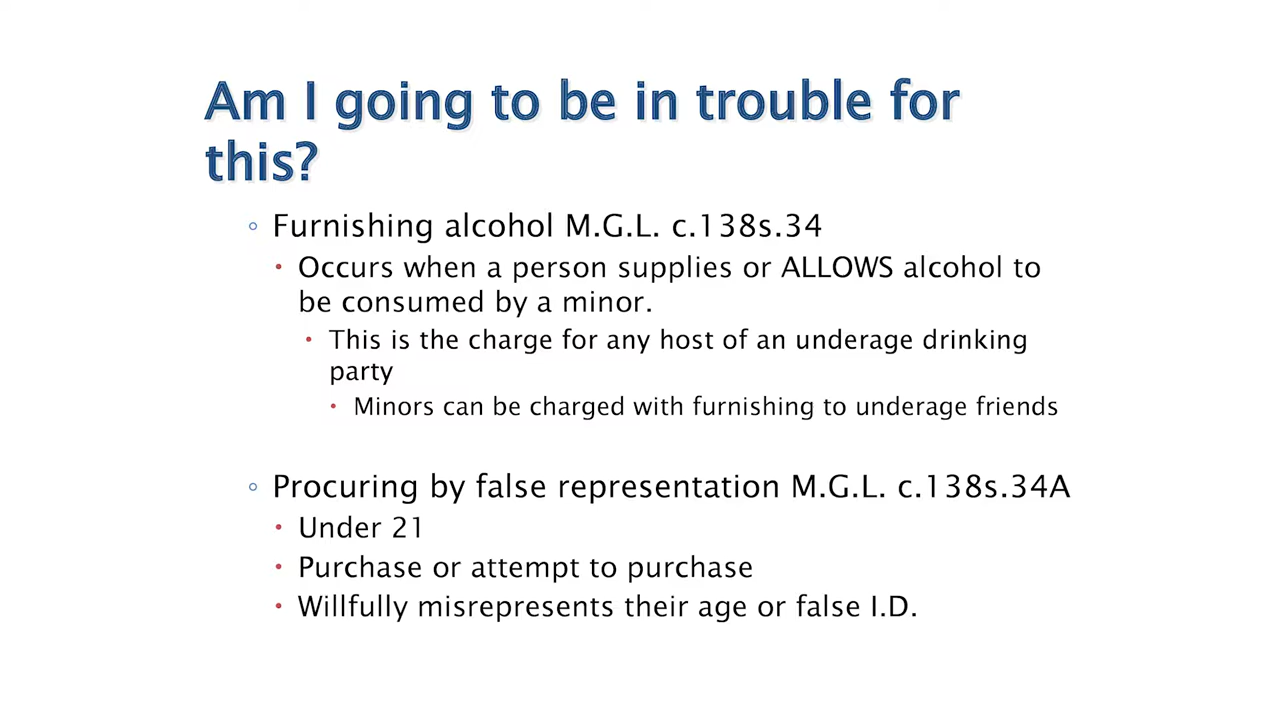 Am I going to be in trouble for
this?
◦ Furnishing alcohol M.G.L. c.138s.34
• Occurs when a person supplies or ALLOWS alcohol to
be consumed by a minor.
• This is the charge for any host of an underage drinking
party
• Minors can be charged with furnishing to underage friends
◦ Procuring by false representation M.G.L. c.138s.34A
• Under 21
• Purchase or attempt to purchase
• Willfully misrepresents their age or false I.D.